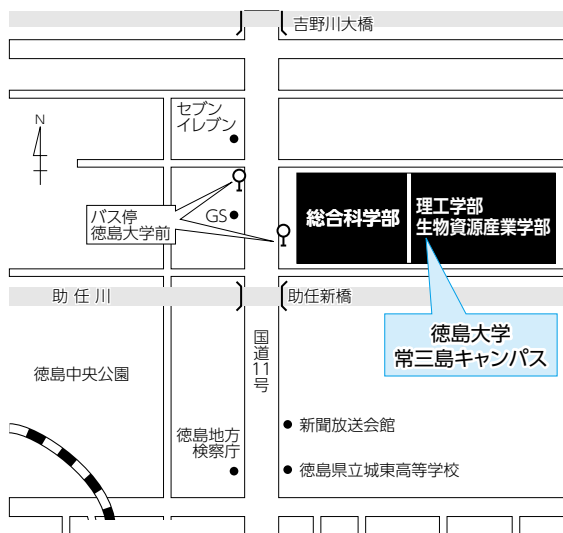 吉野川大橋
セブン
イレブン
N
バス停
徳島大学前
GS
総合科学部
理工学部
生物資源産業学部
助任川
助任新橋
徳島大学
常三島キャンパス
国道11号
徳島中央公園
新聞放送会館
徳島地方
検察庁
徳島県立城東高等学校